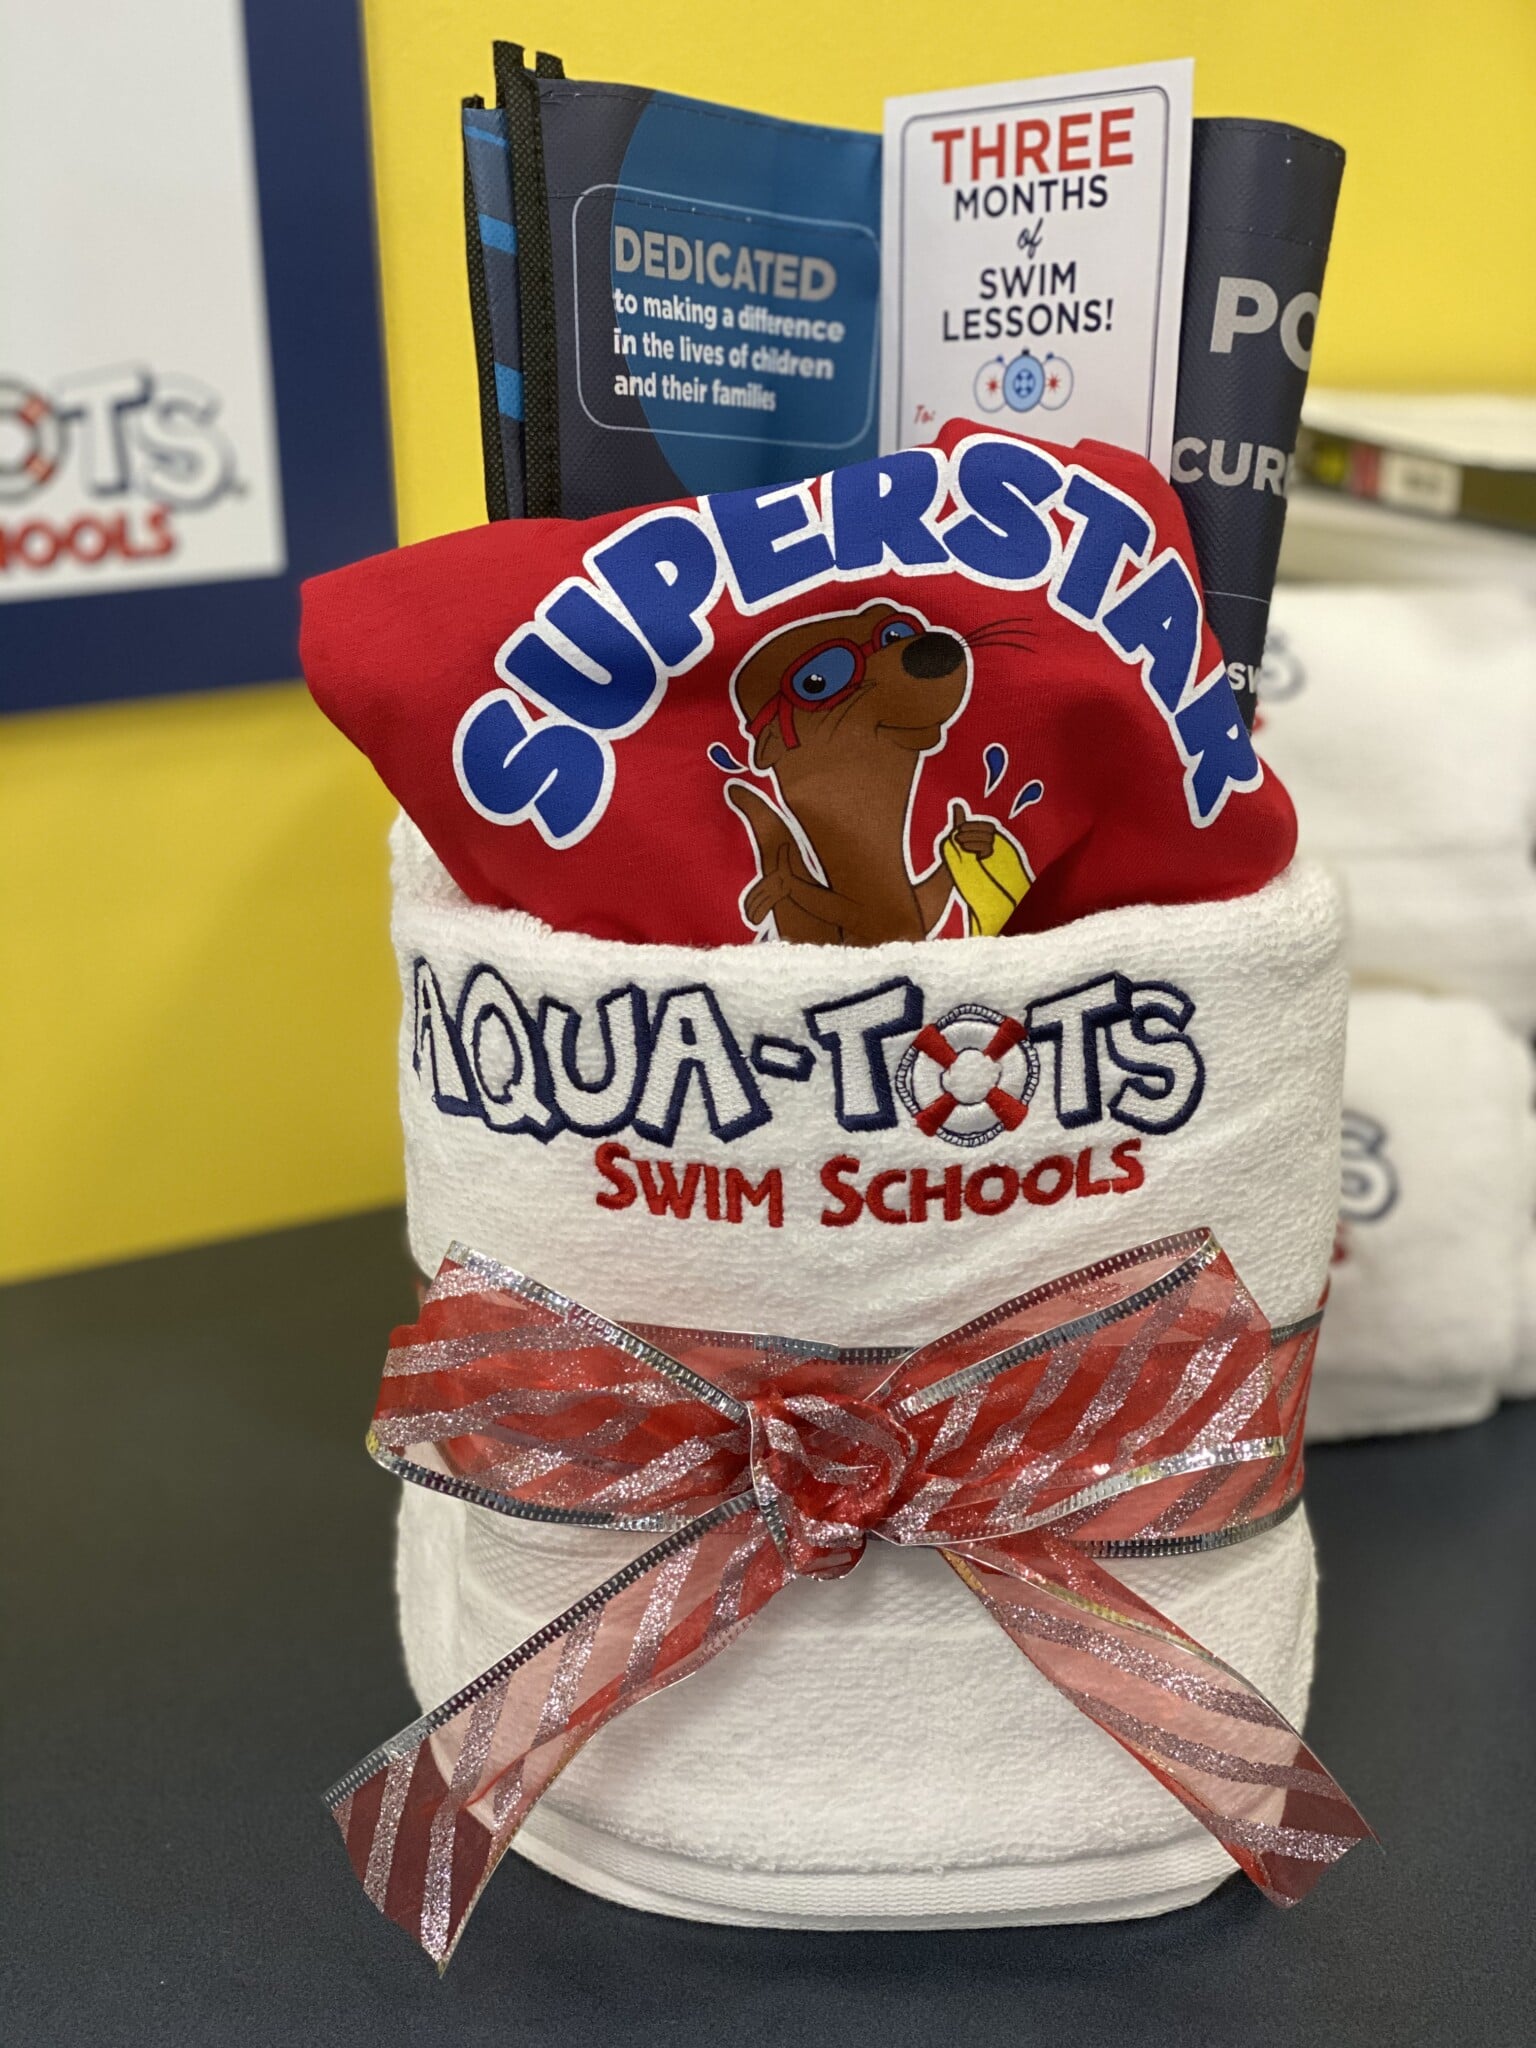 DEDICATED
to making a difference
in the lives of children
and their families
THREE
MONTHS
of
SWIM
LESSONS!
To:
SUPERSTAR
AQUA-TOTS
SWIM SCHOOLS